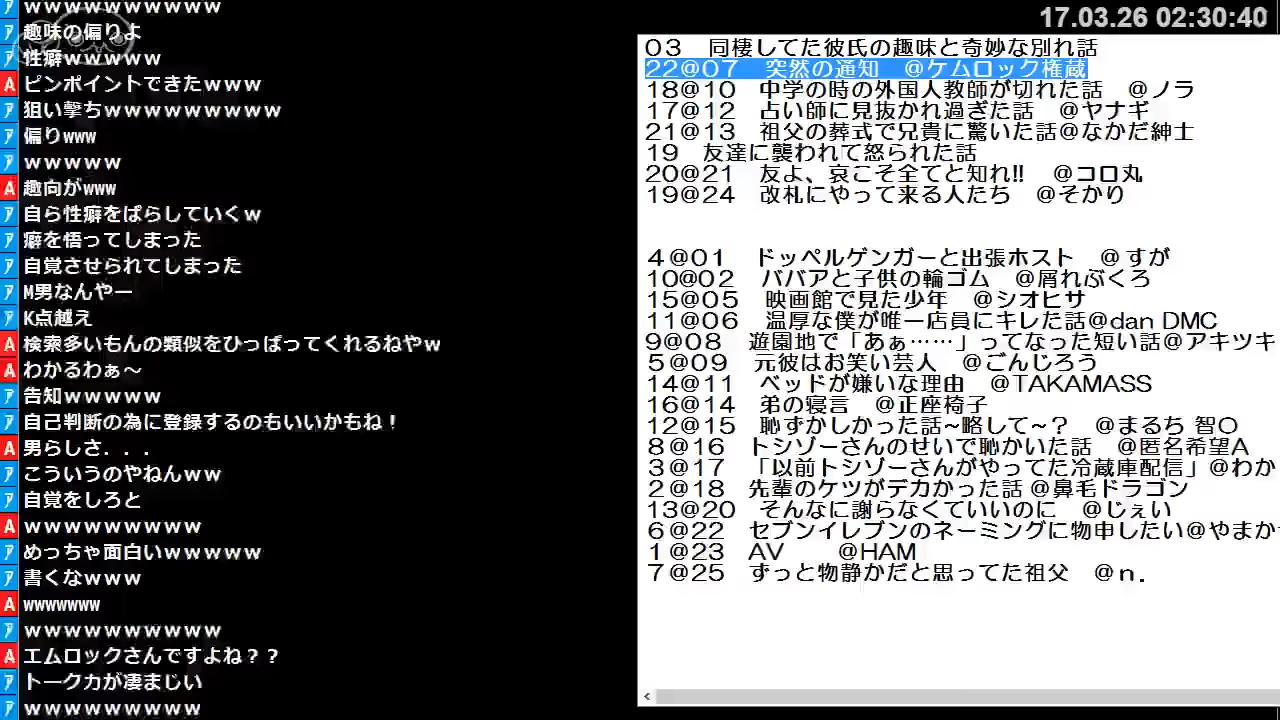 ｗｗｗｗｗｗｗｗｗｗ
趣味の偏りよ
性癖ｗｗｗｗｗ
ピンポイントできたｗｗｗ
狙い撃ちｗｗｗｗｗｗｗｗｗ
偏りwww
ｗｗｗｗｗ
趣向がwww
自ら性癖をばらしていくｗ
癖を悟ってしまった
自覚させられてしまった
M男なんやー
K点越え
検索多いもんの類似をひっぱってくれるねやｗ
わかるわぁ～
告知ｗｗｗｗｗ
自己判断の為に登録するのもいいかもね！
男らしさ．．．
こういうのやねんｗｗ
自覚をしろと
ｗｗｗｗｗｗｗｗｗ
めっちゃ面白いｗｗｗｗｗ
書くなｗｗｗ
wwwwwww
ｗｗｗｗｗｗｗｗｗｗ
エムロックさんですよね？？
トークカが凄まじい
ｗｗｗｗｗｗｗｗｗ
17.03.26 02:30:40
03　同棲してた彼氏の趣味と奇妙な別れ話
22@07　突然の通知　@ケムロック権蔵
18@10　中学の時の外国人教師が切れた話　@ノラ
17@12　占い師に見抜かれ過ぎた話　@ヤナギ
21@13　祖父の葬式で兄貴に驚いた話@なかだ紳士
19　友達に襲われて怒られた話
20@21　友よ、哀こそ全てと知れ!!　@コロ丸
19@24　改札にやって来る人たち　@そかり
4@01　ドッペルゲンガーと出張ホスト　@すが
10@02　ババアと子供の輪ゴム　@屑れぶくろ
15@05　映画館で見た少年　@シオヒサ
11@06　温厚な僕が唯一店員にキレた話@dan DMC
9@08　遊園地で「あぁ……」ってなった短い話@アキツキ
5@09　元彼はお笑い芸人　@ごんじろう
14@11　ベッドが嫌いな理由　@TAKAMASS
16@14　弟の寝言　@正座椅子
12@15　恥ずかしかった話~略して~？　@まるち 智〇
8@16　トシゾーさんのせいで恥かいた話　@匿名希望A
3@17　「以前トシゾーさんがやってた冷蔵庫配信」@わか
2@18　先輩のケツがデカかった話 @鼻毛ドラゴン
13@20　そんなに謝らなくていいのに　@じぇい
6@22　セブンイレブンのネーミングに物申したい@やまか
1@23　AV　　@HAM
7@25　ずっと物静かだと思ってた祖父　@ｎ.